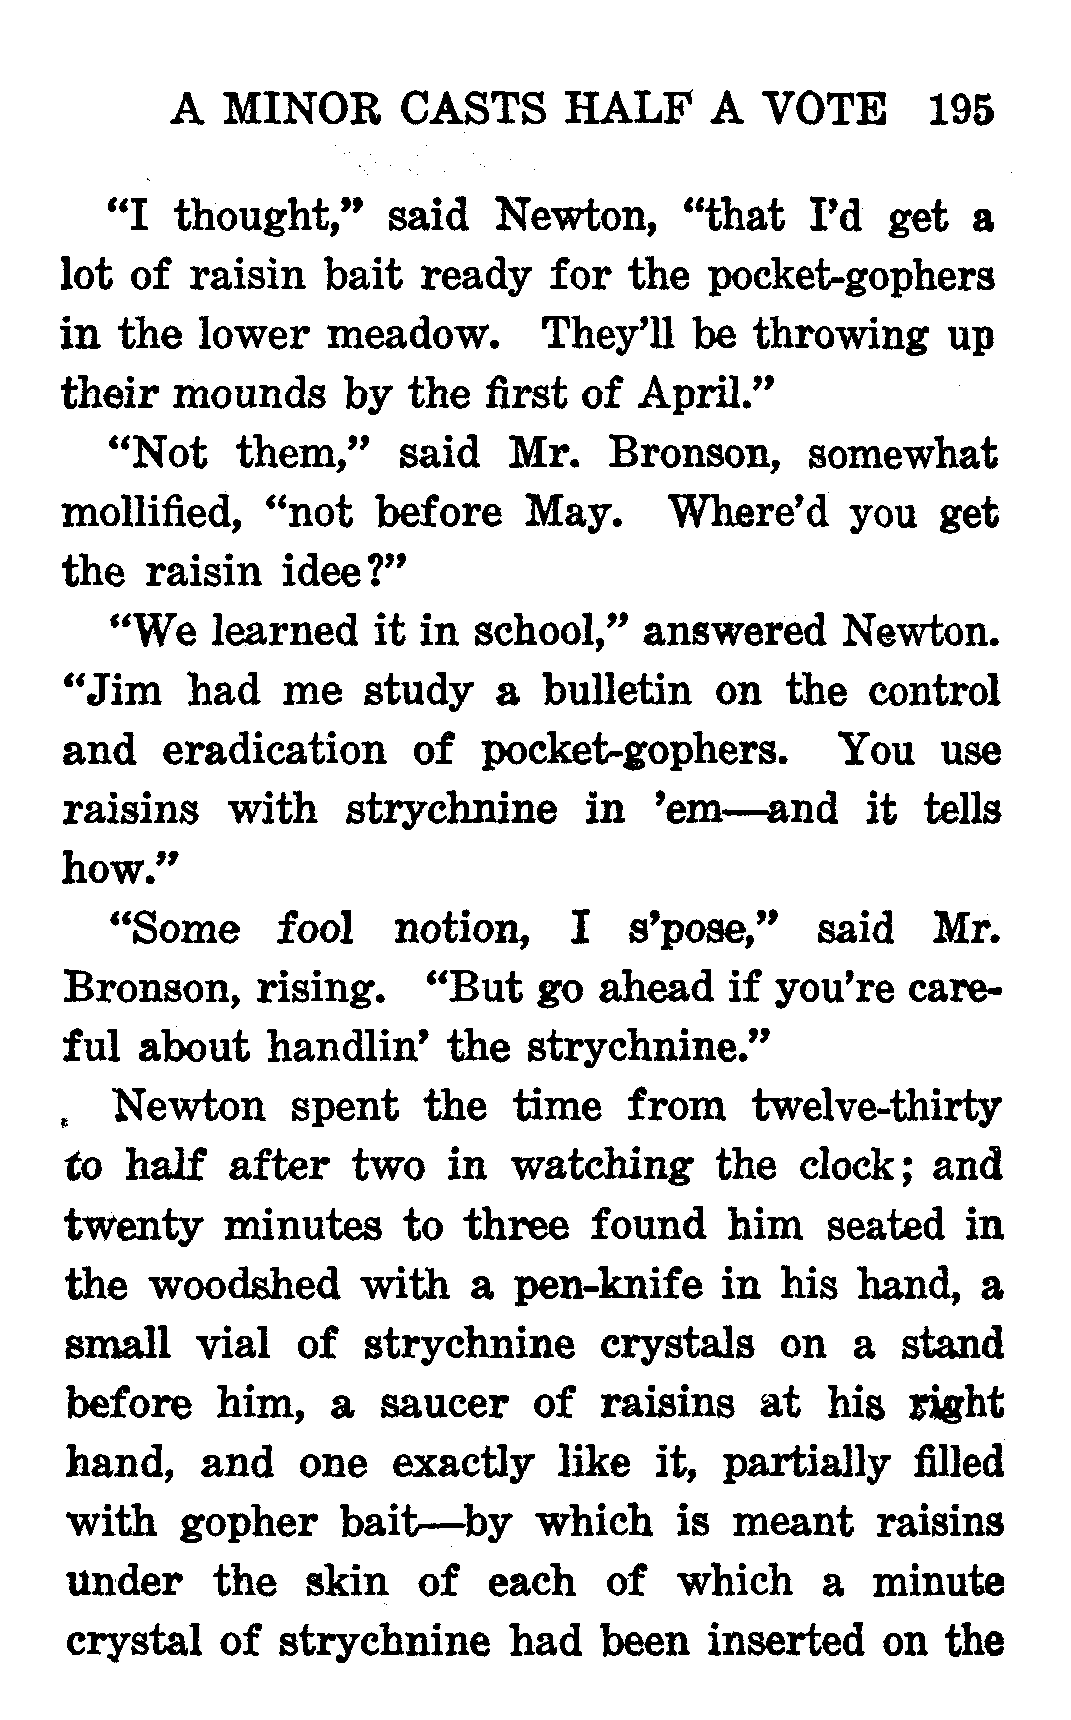 A MINOR CASTS HALF A VOTE 195
“I thought,” said Newton, “that I’d get a
lot of raisin bait ready for the pocket-gophers
in the lower meadow. They’ll be throwing up
their mounds by the first of April.”
“Not them,” said Mr. Bronson, somewhat
mollified, “not before May. Where’d you get
the raisin idee?”
“We learned it in school,” answered Newton.
“Jim had me study a bulletin on the control
and eradication of pocket-gophers. You use
raisins with strychnine in ’em—and it tells
how.”
“Some fool notion, I s’pose,” said Mr.
Bronson, rising. “But go ahead if you’re care-
ful about handlin’ the strychnine.”
Newton spent the time from twelve-thirty
to half after two in watching the clock; and
twenty minutes to three found him seated in
the woodshed with a pen-knife in his hand, a
small vial of strychnine crystals on a stand
before him, a saucer of raisins at his right
hand, and one exactly like it, partially filled
with gopher bait—by which is meant raisins
under the skin of each of which a minute
crystal of strychnine had been inserted on the